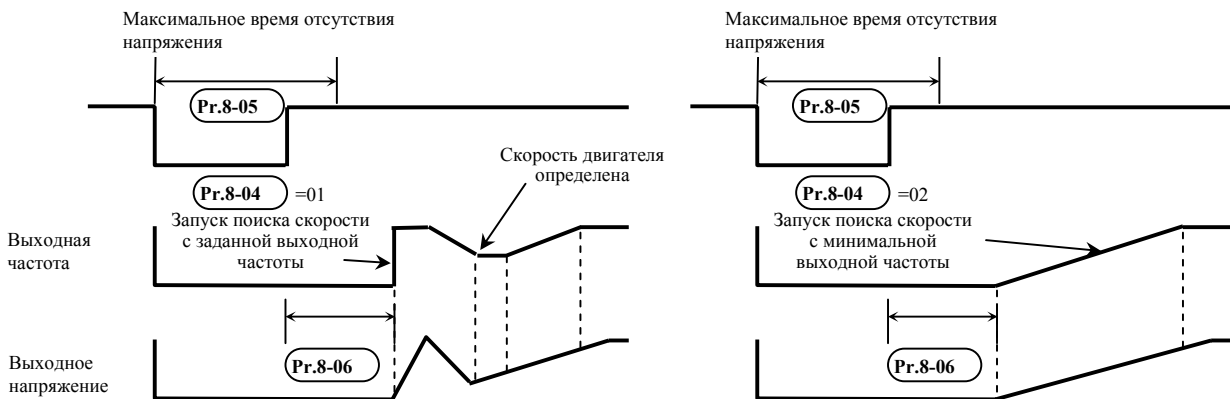 Максимальное время отсутствия
напряжения
Pr.8-05
Скорость двигателя
определена
Pr.8-04 =01
Запуск поиска скорости
с заданной выходной
частоты
Выходная
частота
Pr.8-06
Выходное
напряжение
Максимальное время отсутствия
напряжения
Pr.8-05
Pr.8-04 =02
Запуск поиска скорости
с минимальной
выходной частоты
Pr.8-06